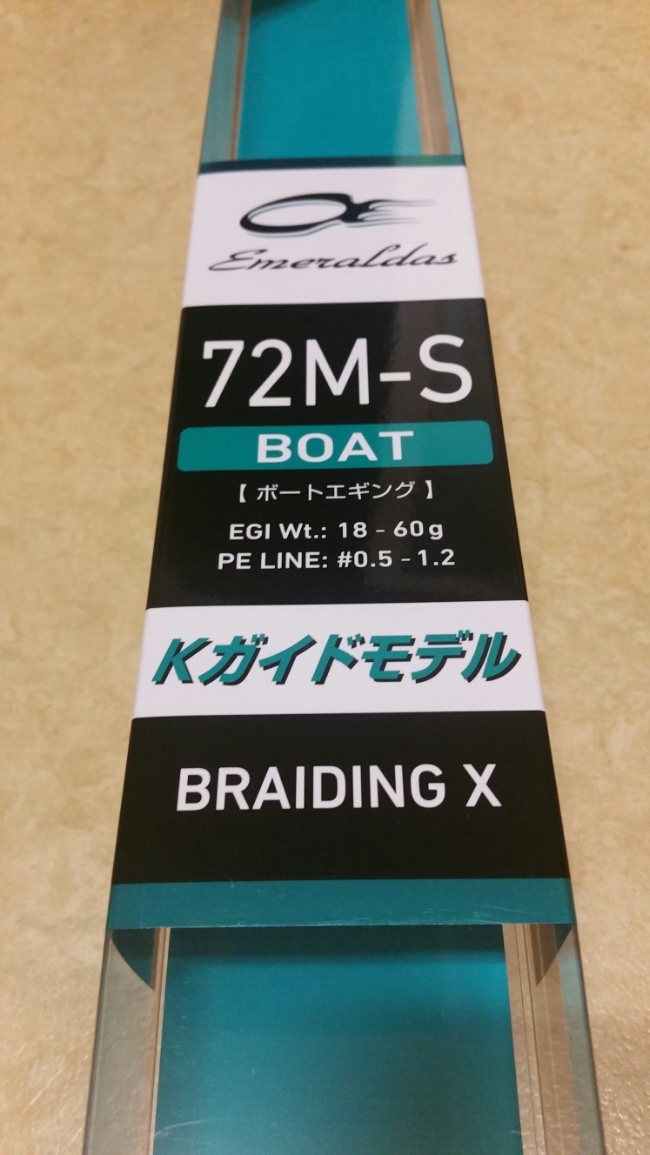 Emeraldas
72M-S
BOAT
【 ボートエギング 】
EGI Wt.: 18 - 60g
PE LINE: #0.5 - 1.2
Kガイドモデル
BRAIDING X